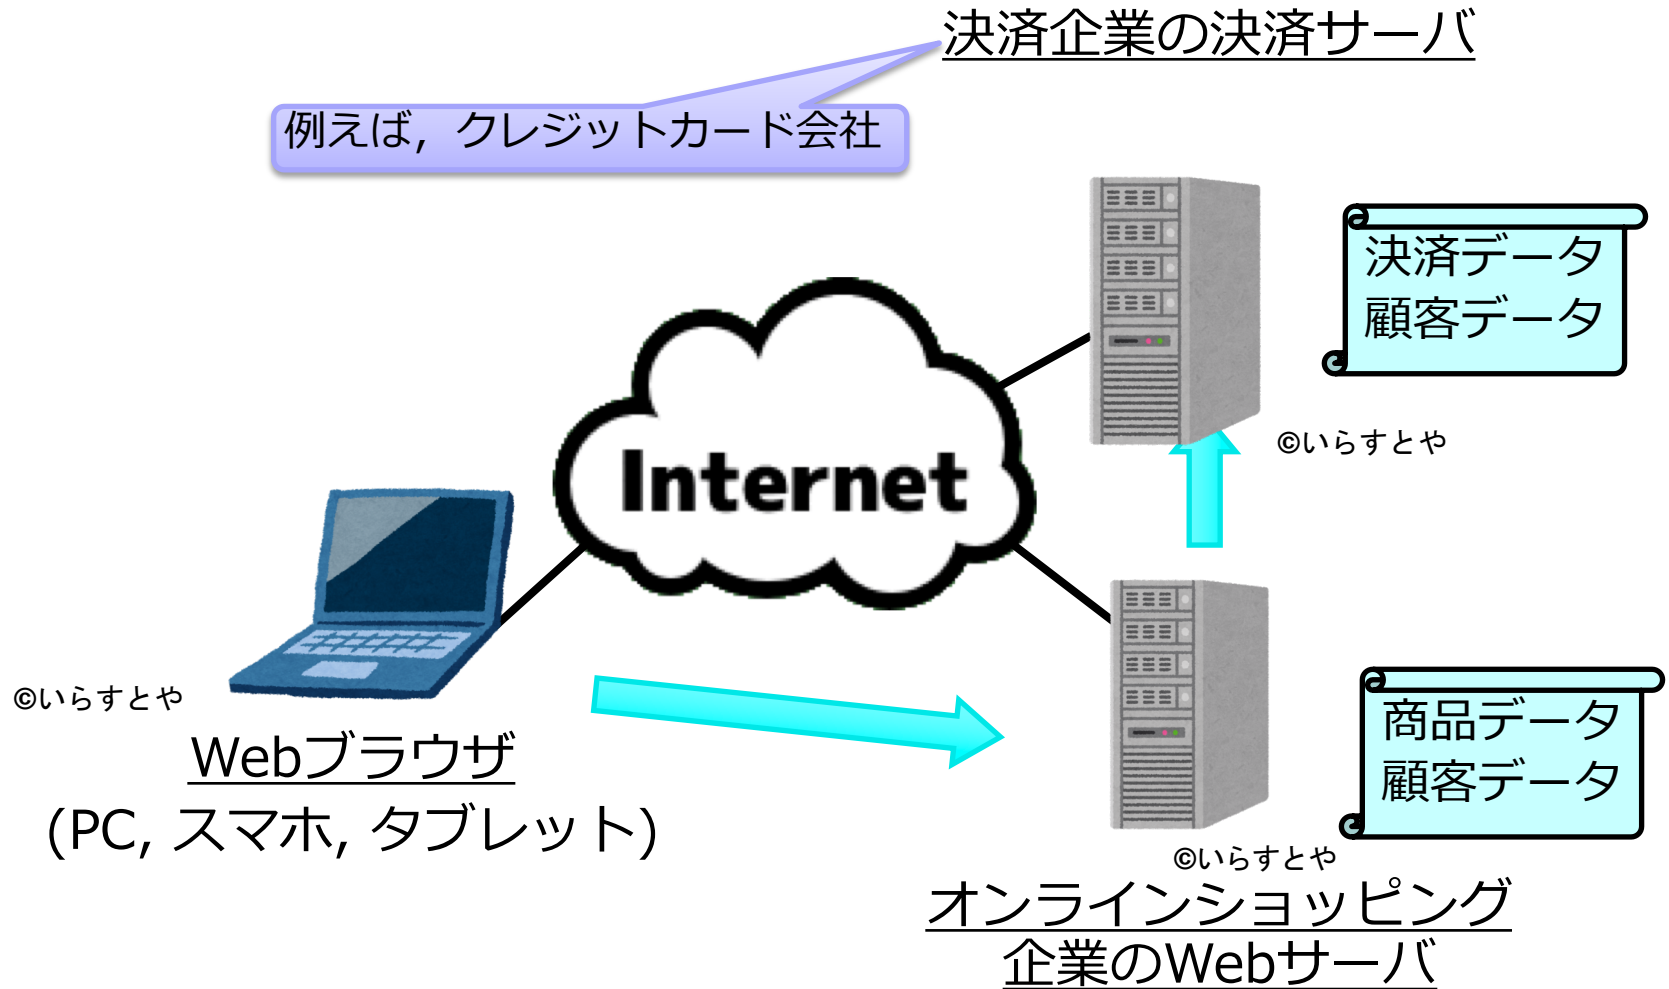 決済企業の決済サーバ
例えば, クレジットカード会社
決済データ
顧客データ
©いらすとや
Internet
©いらすとや
Webブラウザ
(PC, スマホ, タブレット)
商品データ
顧客データ
©いらすとや
オンラインショッピング
企業のWebサーバ